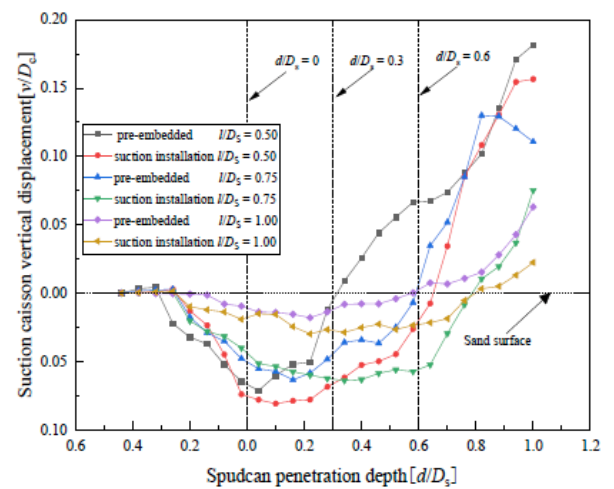 0.20
0.15
0.10
0.05
0.00
0.05
0.10
Suction caisson vertical displacement[v/Dc]
d/Ds = 0
d/Ds = 0.3
d/Ds = 0.6
pre-embedded l/DS = 0.50
suction installation l/DS = 0.50
pre-embedded l/DS = 0.75
suction installation l/DS = 0.75
pre-embedded l/DS = 1.00
suction installation l/DS = 1.00
Sand surface
0.6 0.4 0.2 0.0 0.2 0.4 0.6 0.8 1.0 1.2
Spudcan penetration depth[d/Ds]